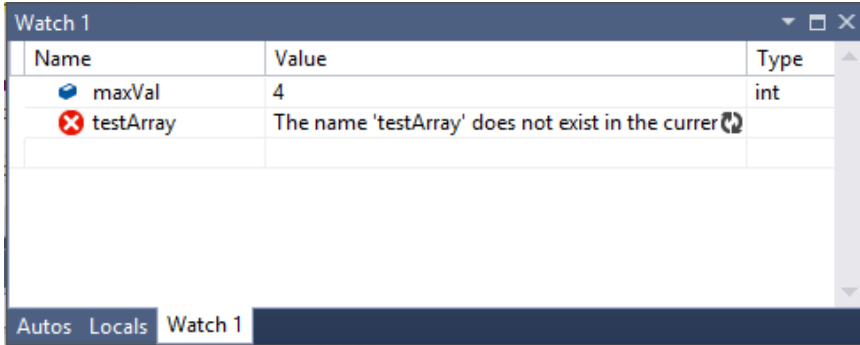 Watch 1
Name Value Type
maxVal 4 int
testArray The name 'testArray' does not exist in the currer
Autos Locals Watch 1